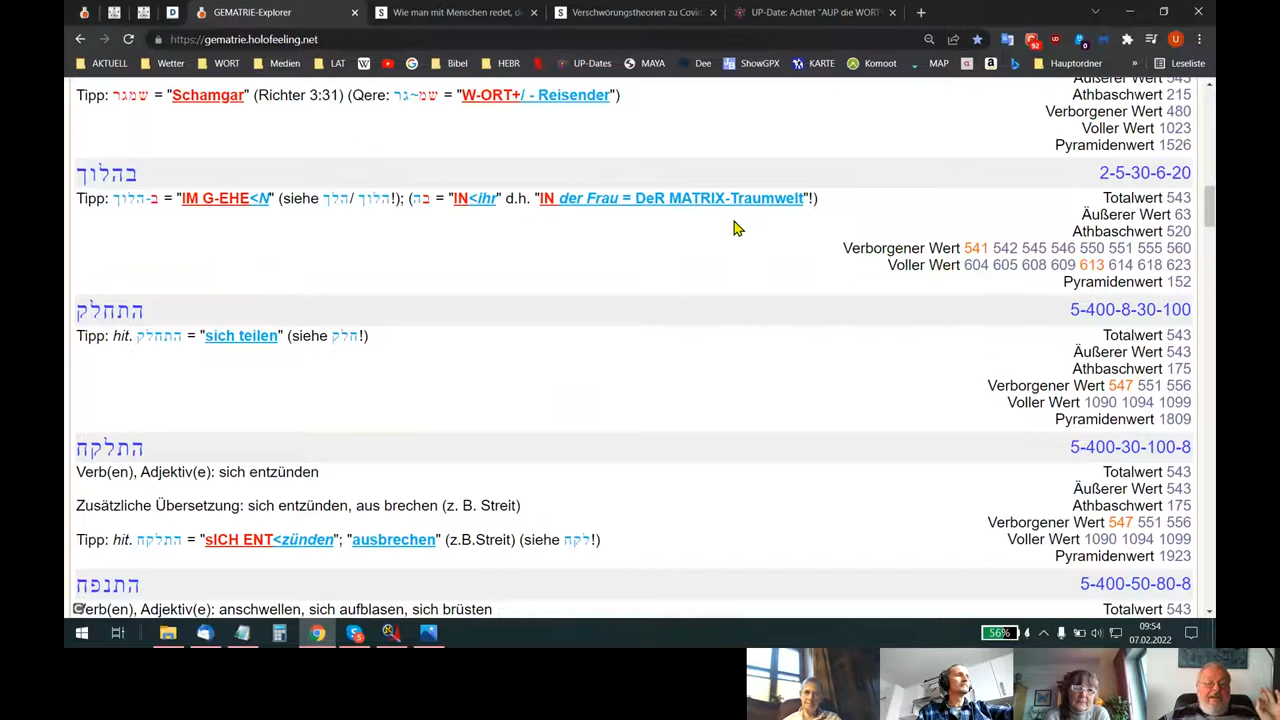 GEMATRIE-Explorer
Wie man mit Menschen redet, di
Verschwörungstheorien zu Covid
UP-Date: Achtet "AUP die WORT
https://gematrie.holofeeling.net
AKTUELL Wetter WORT Medien LAT Bibel HEBR UP-Dates MAYA Dee ShowGPX KARTE Komoot MAP Hauptordner Leseliste
Äußerer Wert 543
Tipp: שמגר = "Schamgar" (Richter 3:31) (Qere: שמ~גר = "W-ORT+/ - Reisender")
Athbaschwert 215
Verborgener Wert 480
Voller Wert 1023
Pyramidenwert 1526
בהלוך 2-5-30-6-20
Tipp: ב-הלוך = "IM G-EHE<N" (siehe הלך /הלוך!); (בה = "IN<ihr" d.h. "IN der Frau = DeR MATRIX-Traumwelt"!)
Totalwert 543
Äußerer Wert 63
Athbaschwert 520
Verborgener Wert 541 542 545 546 550 551 555 560
Voller Wert 604 605 608 609 613 614 618 623
Pyramidenwert 152
התחלק 5-400-8-30-100
Tipp: hit. התחלק = "sich teilen" (siehe חלק!)
Totalwert 543
Äußerer Wert 543
Athbaschwert 175
Verborgener Wert 547 551 556
Voller Wert 1090 1094 1099
Pyramidenwert 1809
התלקח 5-400-30-100-8
Verb(en), Adjektiv(e): sich entzünden
Totalwert 543
Äußerer Wert 543
Zusätzliche Übersetzung: sich entzünden, aus brechen (z. B. Streit)
Athbaschwert 175
Verborgener Wert 547 551 556
Tipp: hit. התלקח = "sICH ENT<zünden"; "ausbrechen" (z.B.Streit) (siehe לקח!)
Voller Wert 1090 1094 1099
Pyramidenwert 1923
התנפח 5-400-50-80-8
Verb(en), Adjektiv(e): anschwellen, sich aufblasen, sich brüsten
Totalwert 543
56%
09:54
07.02.2022